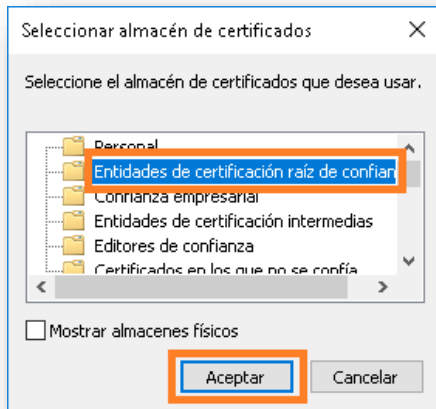 Seleccionar almacén de certificados
Seleccione el almacén de certificados que desea usar.
Personal
Entidades de certificación raíz de confian
Confianza empresarial
Entidades de certificación intermedias
Editores de confianza
Certificados en los que no se confía
Mostrar almacenes físicos
Aceptar Cancelar